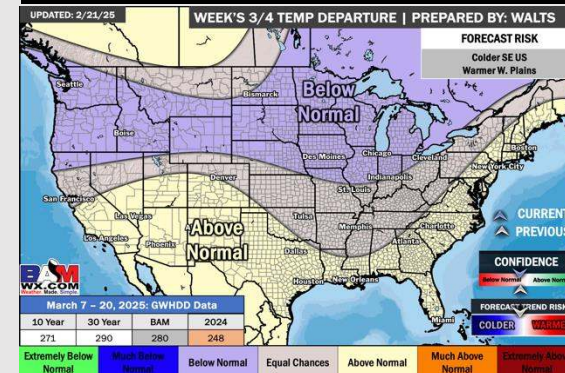 UPDATED: 2/21/25
WEEK'S 3/4 TEMP DEPARTURE | PREPARED BY: WALTS
FORECAST RISK
Colder SE US
Warmer W. Plains
Seattle
Bismarck
Below
Normal
Boise
Des Moines
Chicago
Cleveland
Boston
New York City
Indianapolis
Denver
St. Louis
San Francisco
Las Vegas
Above
Normal
Tulsa
Memphis
Charlotte
Los Angeles
Phoenix
Atlanta
Dallas
CURRENT
PREVIOUS
Houston
New Orleans
Miami
CONFIDENCE
Below Normal
Above Norm
BAM
WX.COM
Weather Made Simple.
FORECAST TREND RISK
COLDER
WARMER
March 7 - 20, 2025: GWHDD Data
10 Year 30 Year BAM 2024
271 290 280 248
Extremely Below Normal
Much Below Normal
Below Normal
Equal Chances
Above Normal
Much Above Normal
Extremely Above Normal